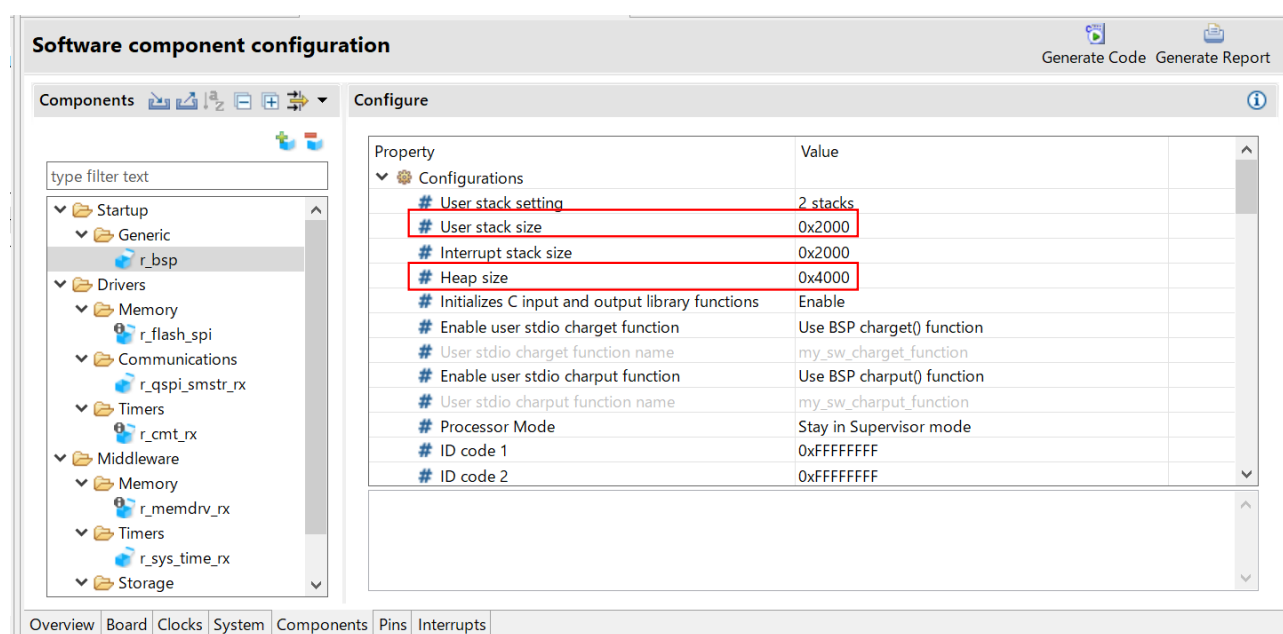 Software component configuration
Generate Code Generate Report
Components
Configure
type filter text
Startup
Generic
r_bsp
Drivers
Memory
r_flash_spi
Communications
r_qspi_smstr_rx
Timers
r_cmt_rx
Middleware
Memory
r_memdrv_rx
Timers
r_sys_time_rx
Storage
Property Value
Configurations
# User stack setting 2 stacks
# User stack size 0x2000
# Interrupt stack size 0x2000
# Heap size 0x4000
# Initializes C input and output library functions Enable
# Enable user stdio charget function Use BSP charget() function
# User stdio charget function name my_sw_charget_function
# Enable user stdio charput function Use BSP charput() function
# User stdio charput function name my_sw_charput_function
# Processor Mode Stay in Supervisor mode
# ID code 1 0xFFFFFFFF
# ID code 2 0xFFFFFFFF
Overview Board Clocks System Components Pins Interrupts